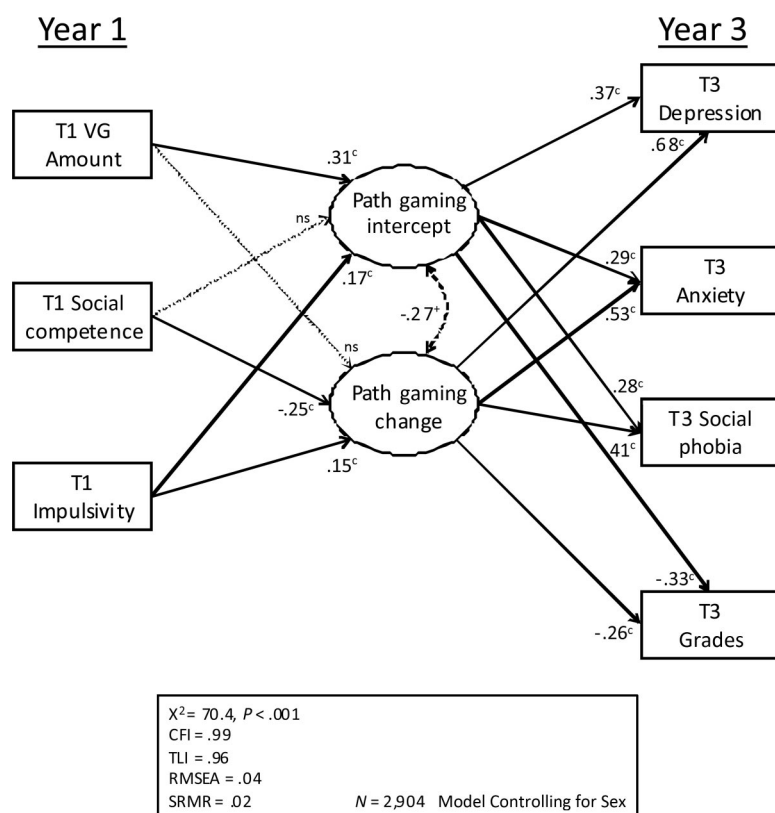 Year 1
Year 3
T1 VG
Amount
T1 Social
competence
T1
Impulsivity
.31ᶜ
ns
.17ᶜ
Path gaming
intercept
-.27⁺
ns
-.25ᶜ
.15ᶜ
Path gaming
change
.37ᶜ
.68ᶜ
.29ᶜ
.53ᶜ
.28ᶜ
.41ᶜ
-.33ᶜ
-.26ᶜ
T3
Depression
T3
Anxiety
T3 Social
phobia
T3
Grades
X² = 70.4, P < .001
CFI = .99
TLI = .96
RMSEA = .04
SRMR = .02 N = 2,904 Model Controlling for Sex